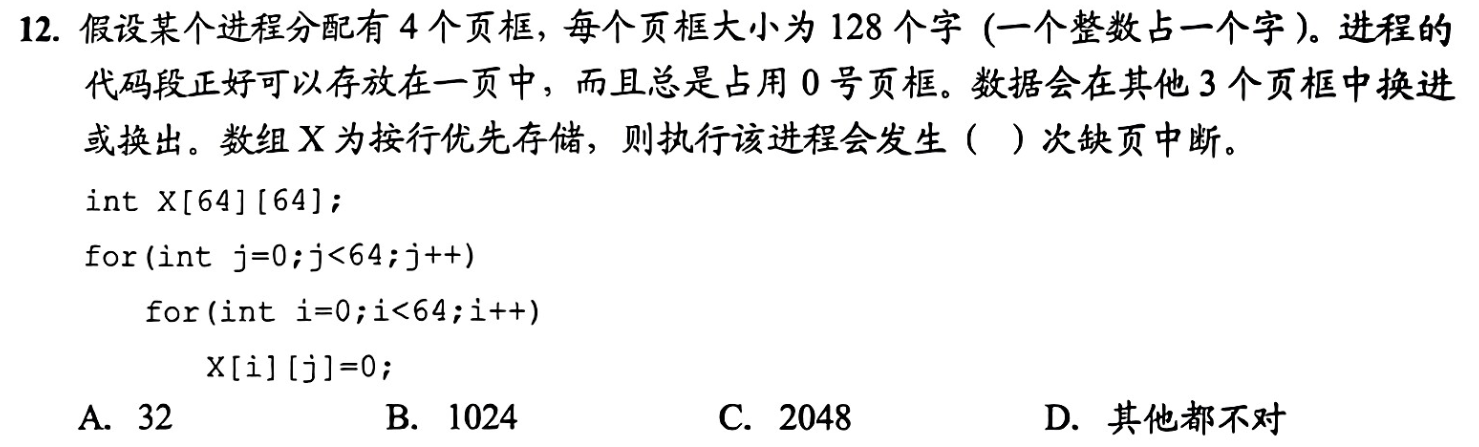 12. 假设某个进程分配有 4 个页框，每个页框大小为 128 个字 (一个整数占一个字)。进程的
代码段正好可以存放在一页中，而且总是占用 0 号页框。数据会在其他 3 个页框中换进
或换出。数组 X 为按行优先存储，则执行该进程会发生 (  ) 次缺页中断。
int X[64][64];
for(int j=0;j<64;j++)
for(int i=0;i<64;i++)
X[i][j]=0;
A. 32 B. 1024 C. 2048 D. 其他都不对